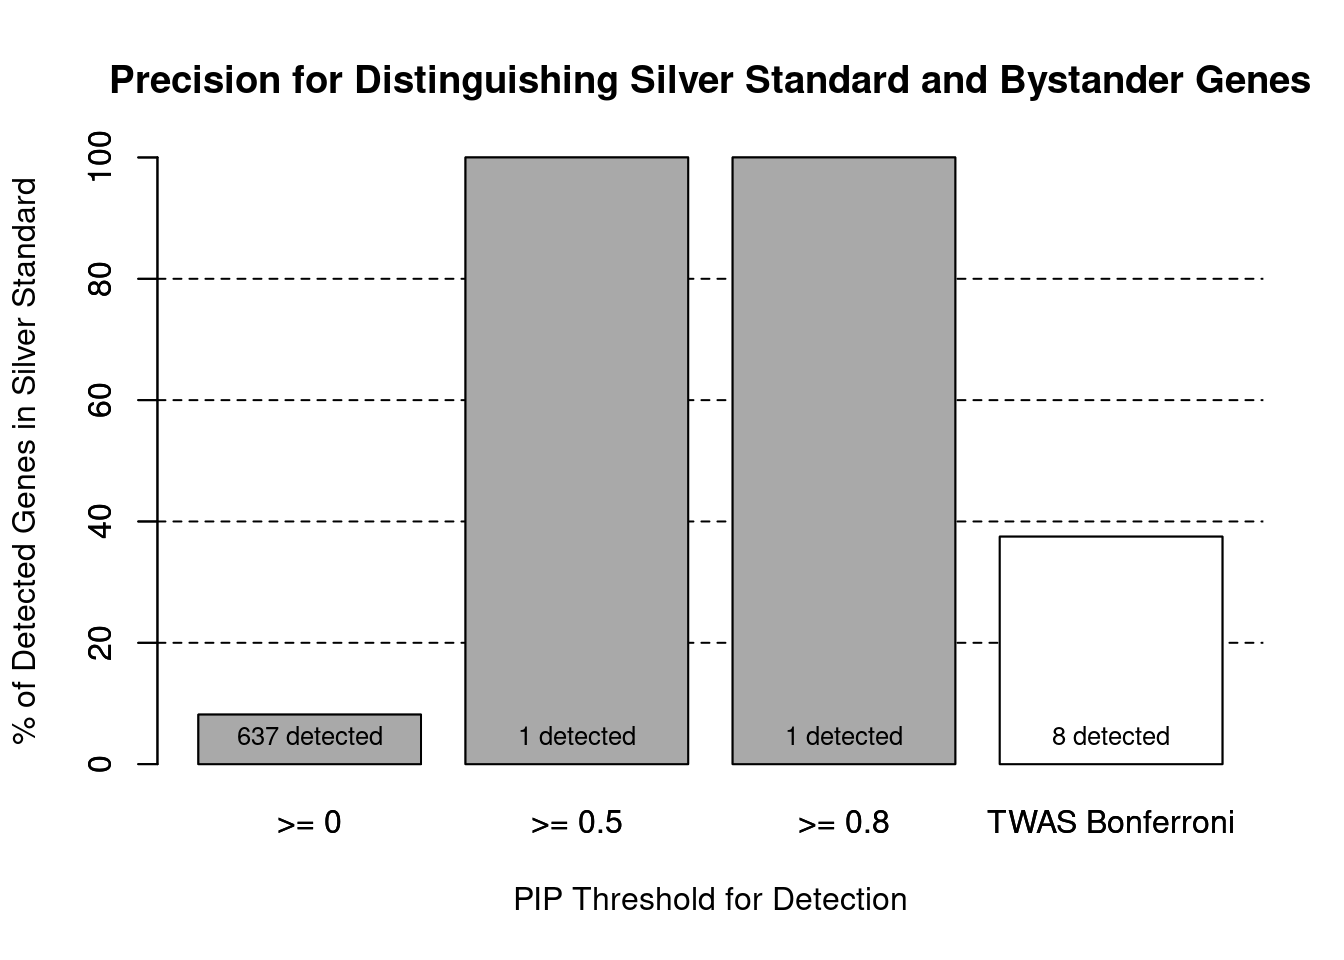 Precision for Distinguishing Silver Standard and Bystander Genes
% of Detected Genes in Silver Standard
100
80
60
40
20
0
637 detected
1 detected
1 detected
8 detected
>= 0
>= 0.5
>= 0.8
TWAS Bonferroni
PIP Threshold for Detection